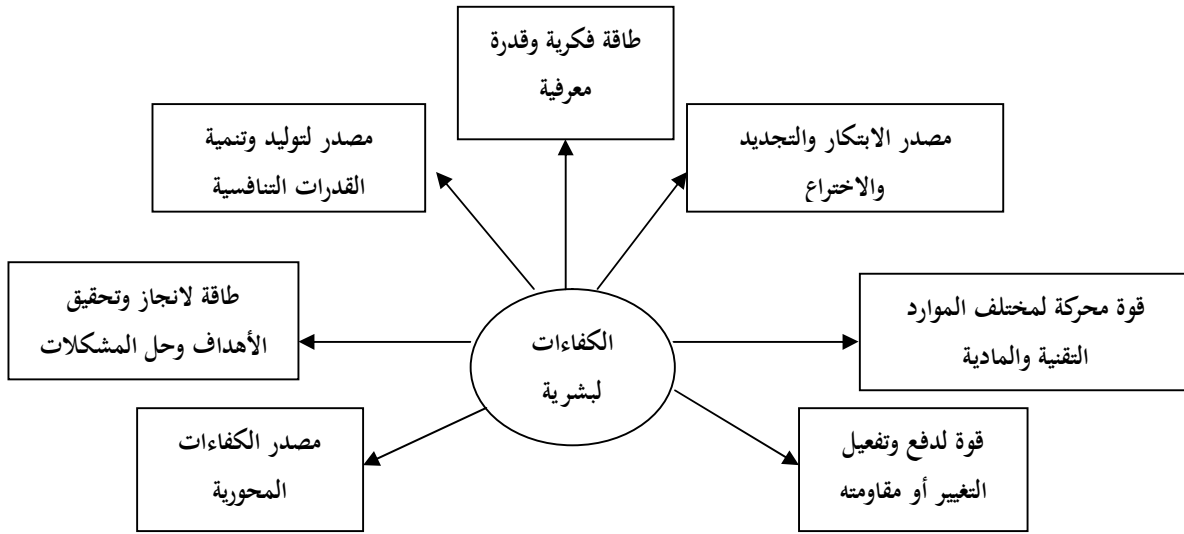 طاقة فكرية وقدرة
معرفية
مصدر الابتكار والتجديد
والاختراع
مصدر لتوليد وتنمية
القدرات التنافسية
قوة محركة لمختلف الموارد
التقنية والمادية
طاقة لانجاز وتحقيق
الأهداف وحل المشكلات
الكفاءات
لبشرية
قوة لدفع وتفعيل
التغيير أو مقاومته
مصدر الكفاءات
المحورية